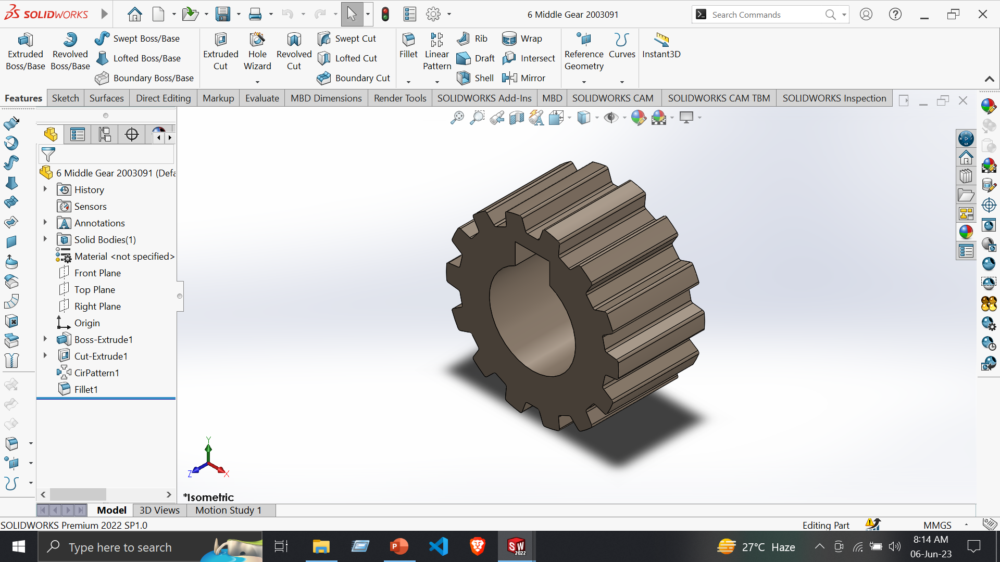 SOLIDWORKS
6 Middle Gear 2003091
Search Commands
Extruded Boss/Base
Revolved Boss/Base
Swept Boss/Base
Lofted Boss/Base
Boundary Boss/Base
Extruded Cut
Hole Wizard
Revolved Cut
Swept Cut
Lofted Cut
Boundary Cut
Fillet
Linear Pattern
Rib
Draft
Shell
Wrap
Intersect
Mirror
Reference Geometry
Curves
Instant3D
Features Sketch Surfaces Direct Editing Markup Evaluate MBD Dimensions Render Tools SOLIDWORKS Add-Ins MBD SOLIDWORKS CAM SOLIDWORKS CAM TBM SOLIDWORKS Inspection
6 Middle Gear 2003091 (Defa
History
Sensors
Annotations
Solid Bodies(1)
Material <not specified>
Front Plane
Top Plane
Right Plane
Origin
Boss-Extrude1
Cut-Extrude1
CirPattern1
Fillet1
Y
Z
X
*Isometric
Model 3D Views Motion Study 1
SOLIDWORKS Premium 2022 SP1.0
Editing Part
MMGS
Type here to search
P
SW
2022
27°C Haze
8:14 AM
06-Jun-23